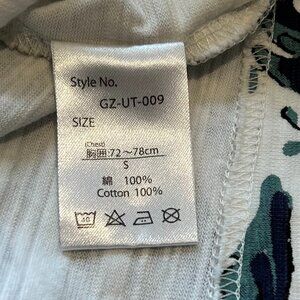 Style No.
GZ-UT-009
SIZE
(Chest)
胸囲:72～78cm
S
綿 100%
Cotton 100%